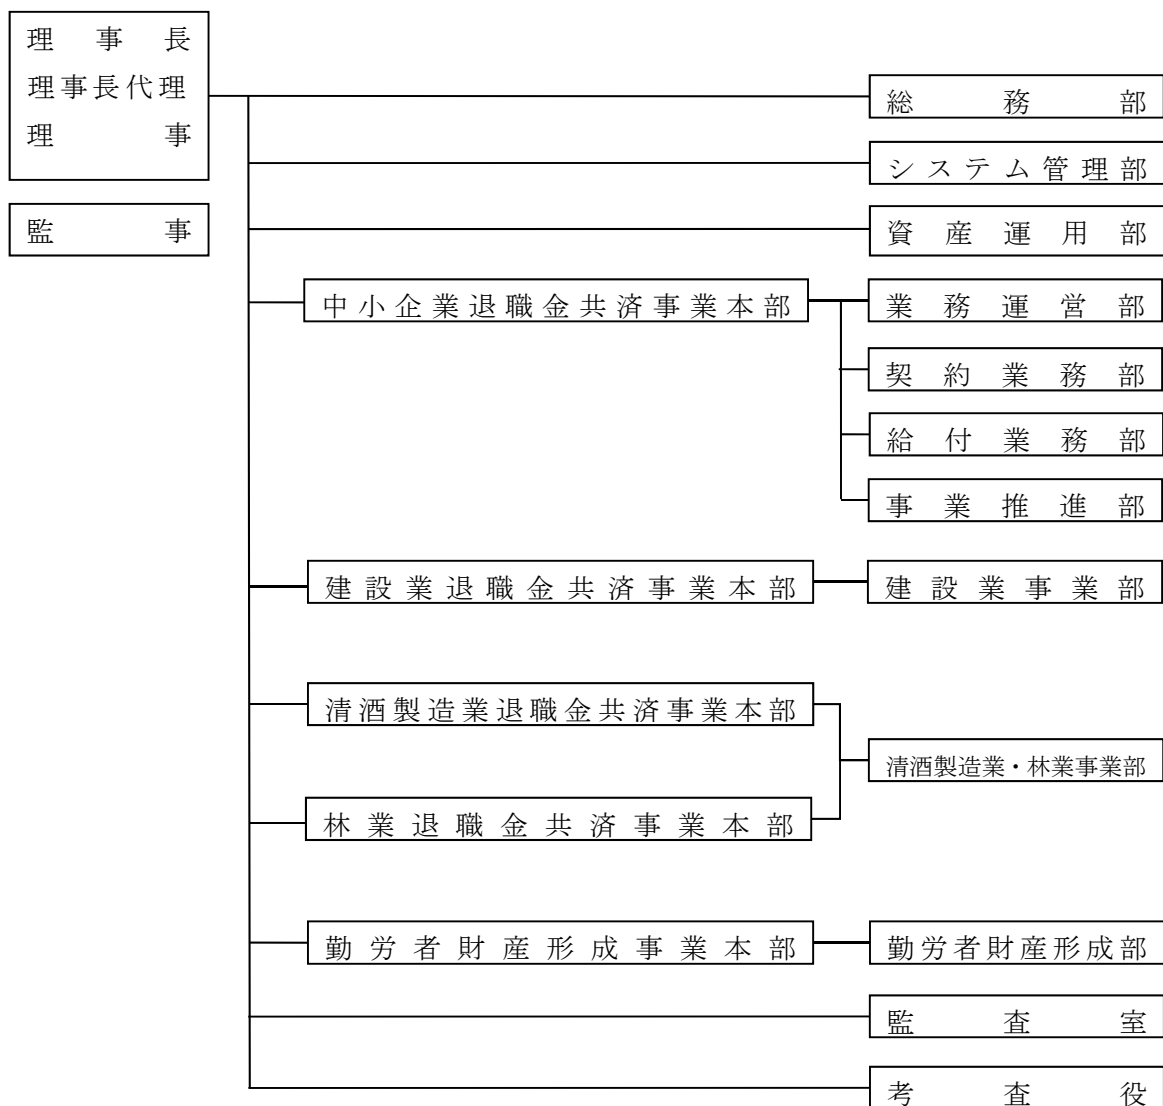 理事長
理事長代理
理事
総務部
システム管理部
監事
資産運用部
中小企業退職金共済事業本部
業務運営部
契約業務部
給付業務部
事業推進部
建設業退職金共済事業本部
建設業事業部
清酒製造業退職金共済事業本部
清酒製造業・林業事業部
林業退職金共済事業本部
勤労者財産形成事業本部
勤労者財産形成部
監査室
考査役